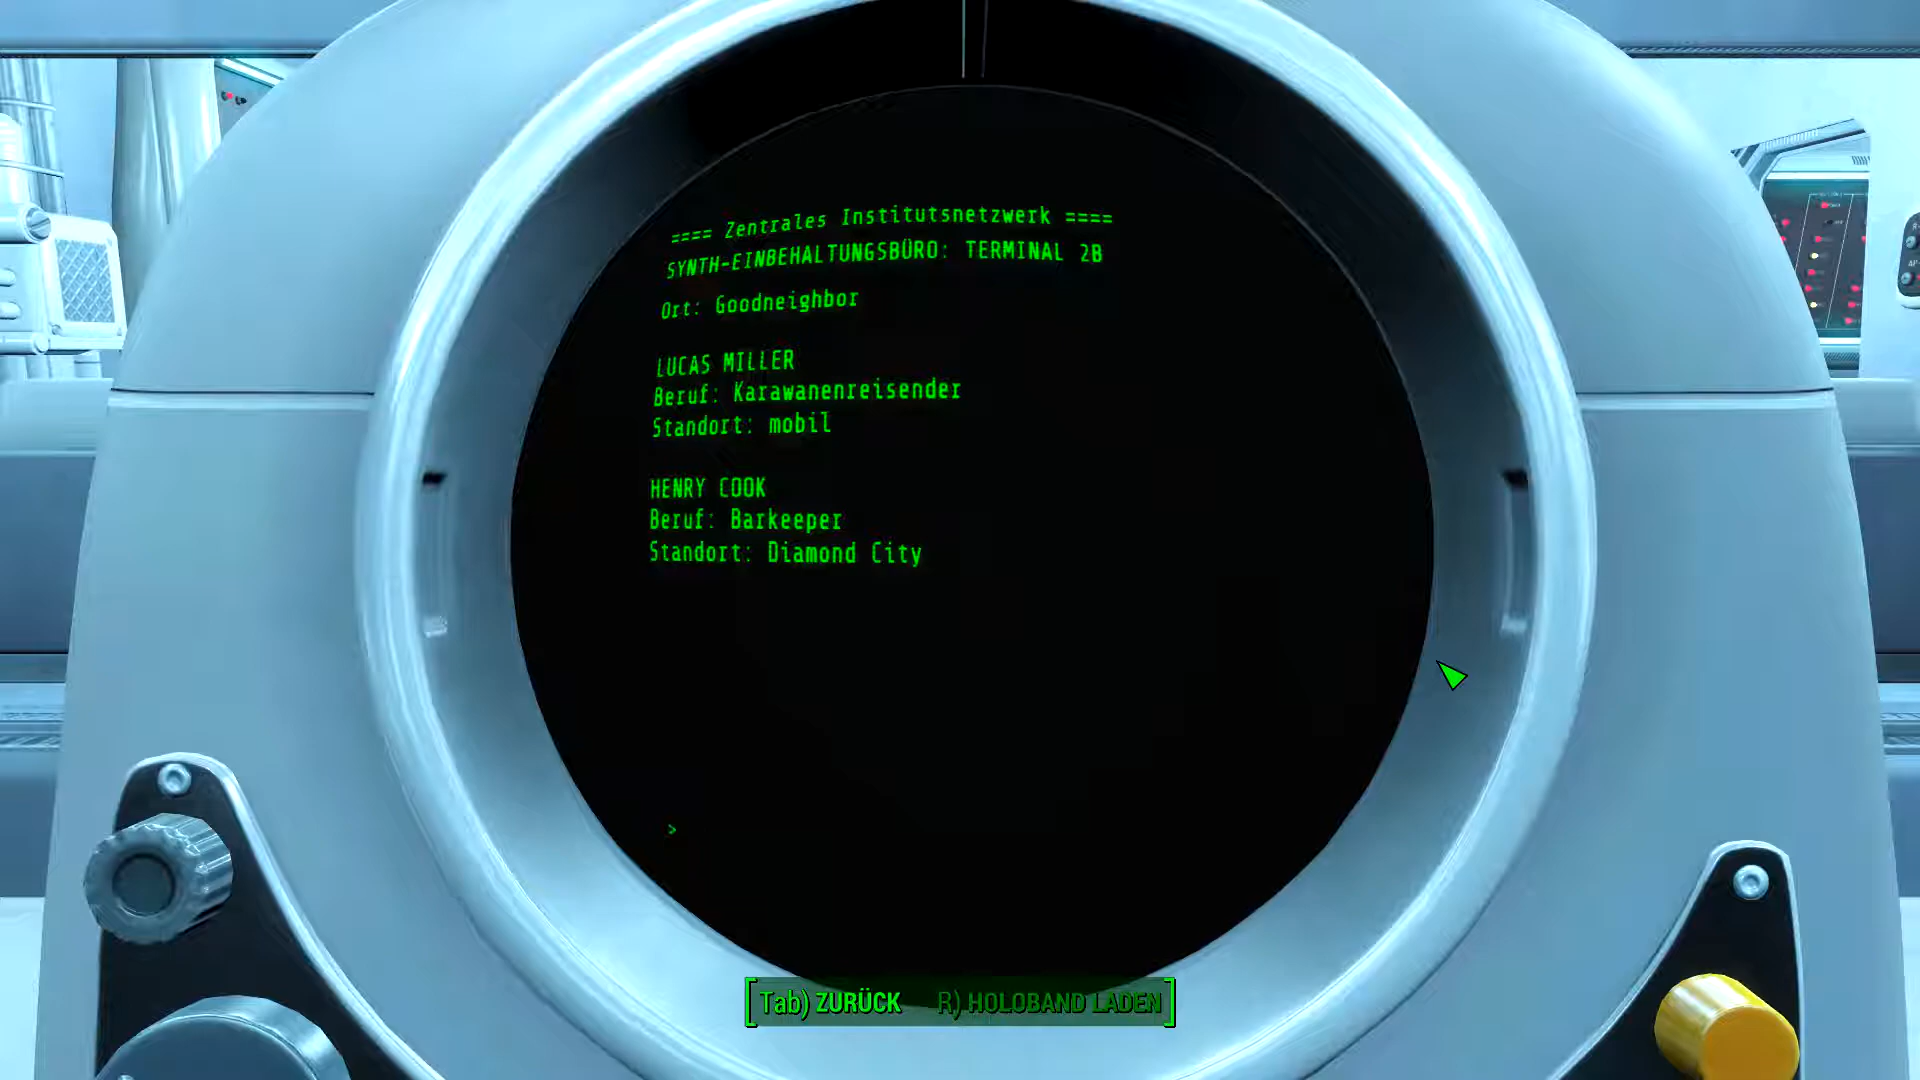 ==== Zentrales Institutsnetzwerk ====
SYNTH-EINBEHALTUNGSBÜRO: TERMINAL 2B
Ort: Goodneighbor
LUCAS MILLER
Beruf: Karawanenreisender
Standort: mobil
HENRY COOK
Beruf: Barkeeper
Standort: Diamond City
>
Tab) ZURÜCK R) HOLOBAND LADEN